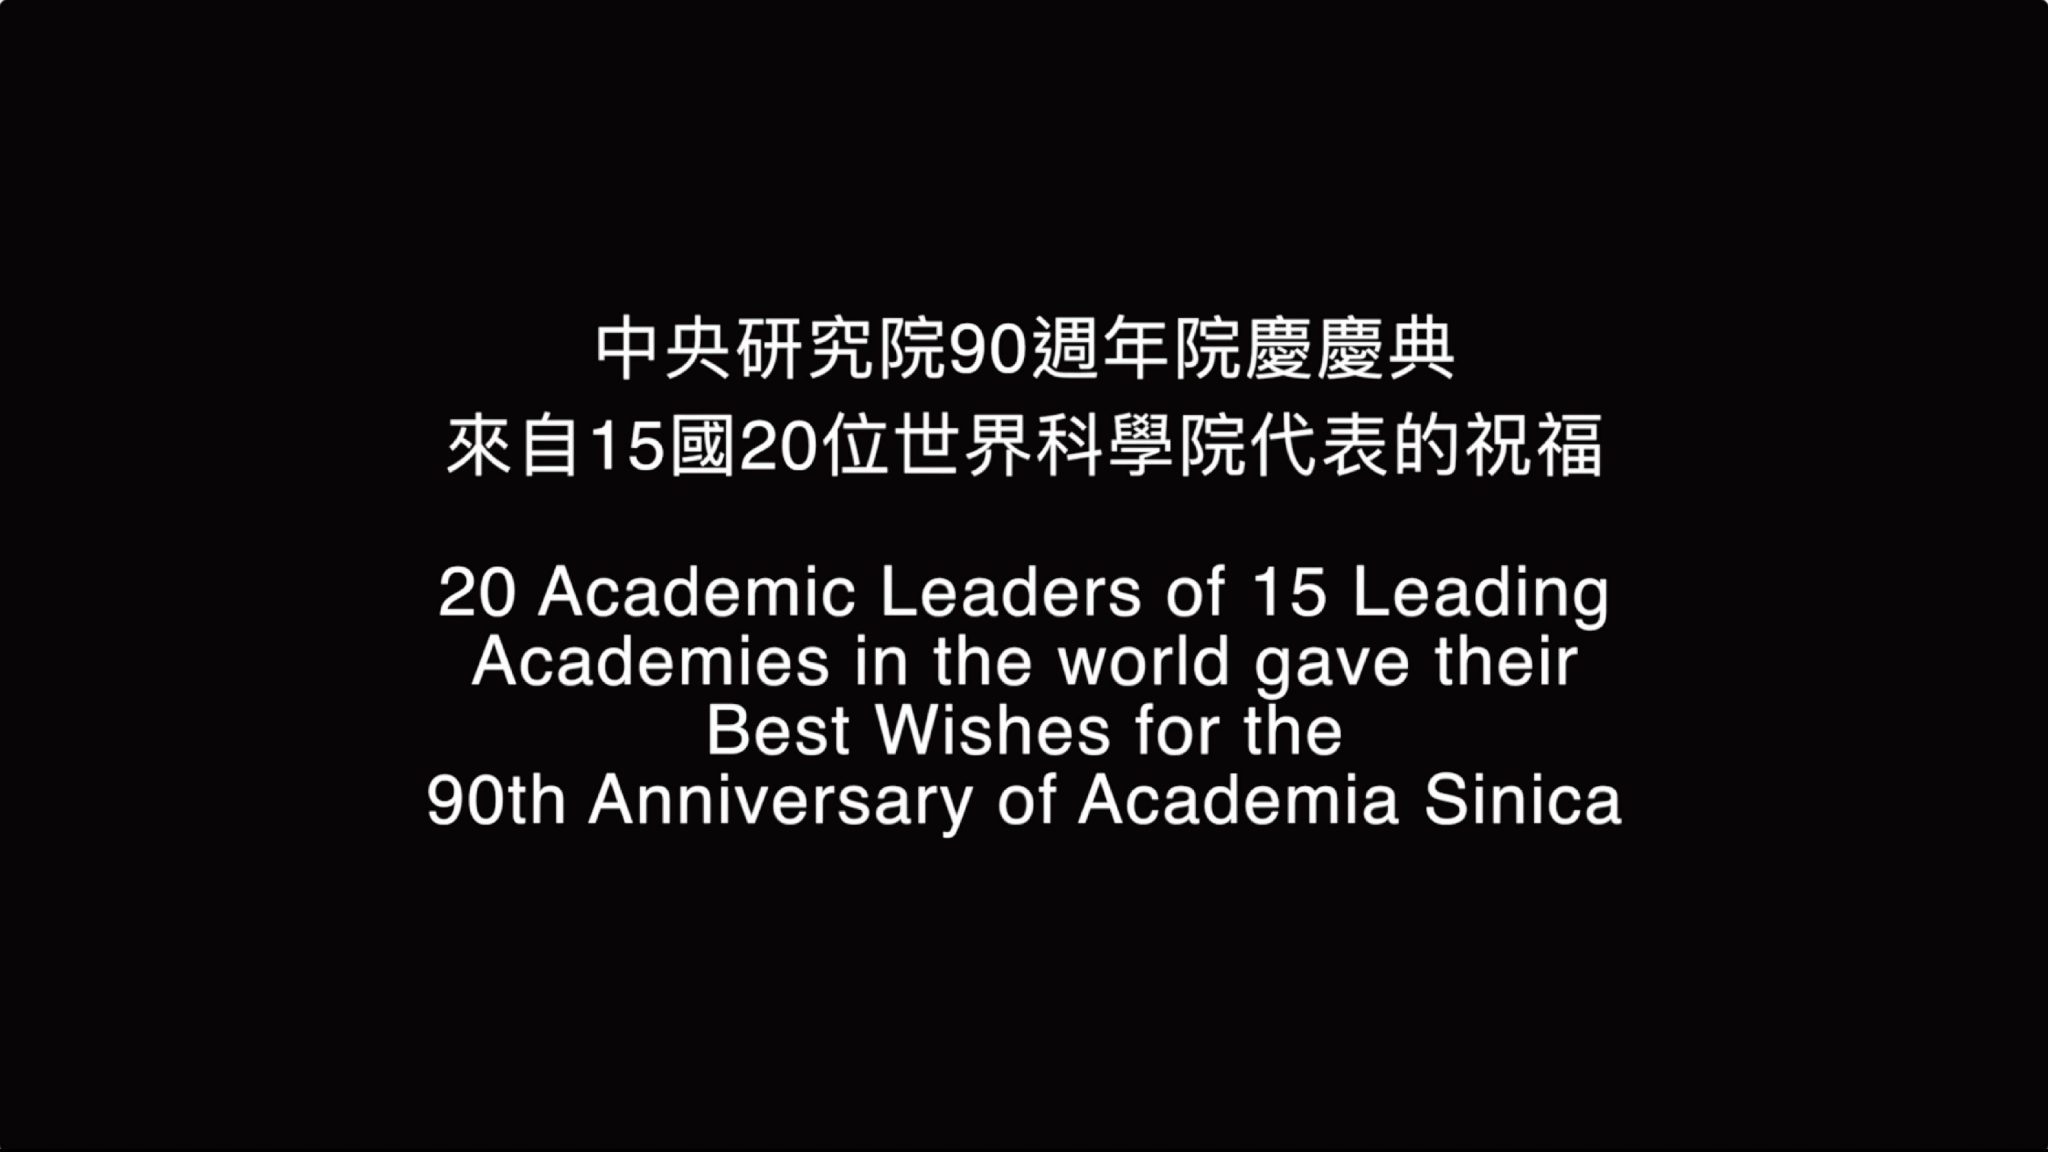 中央研究院90週年院慶慶典
來自15國20位世界科學院代表的祝福
20 Academic Leaders of 15 Leading
Academies in the world gave their
Best Wishes for the
90th Anniversary of Academia Sinica